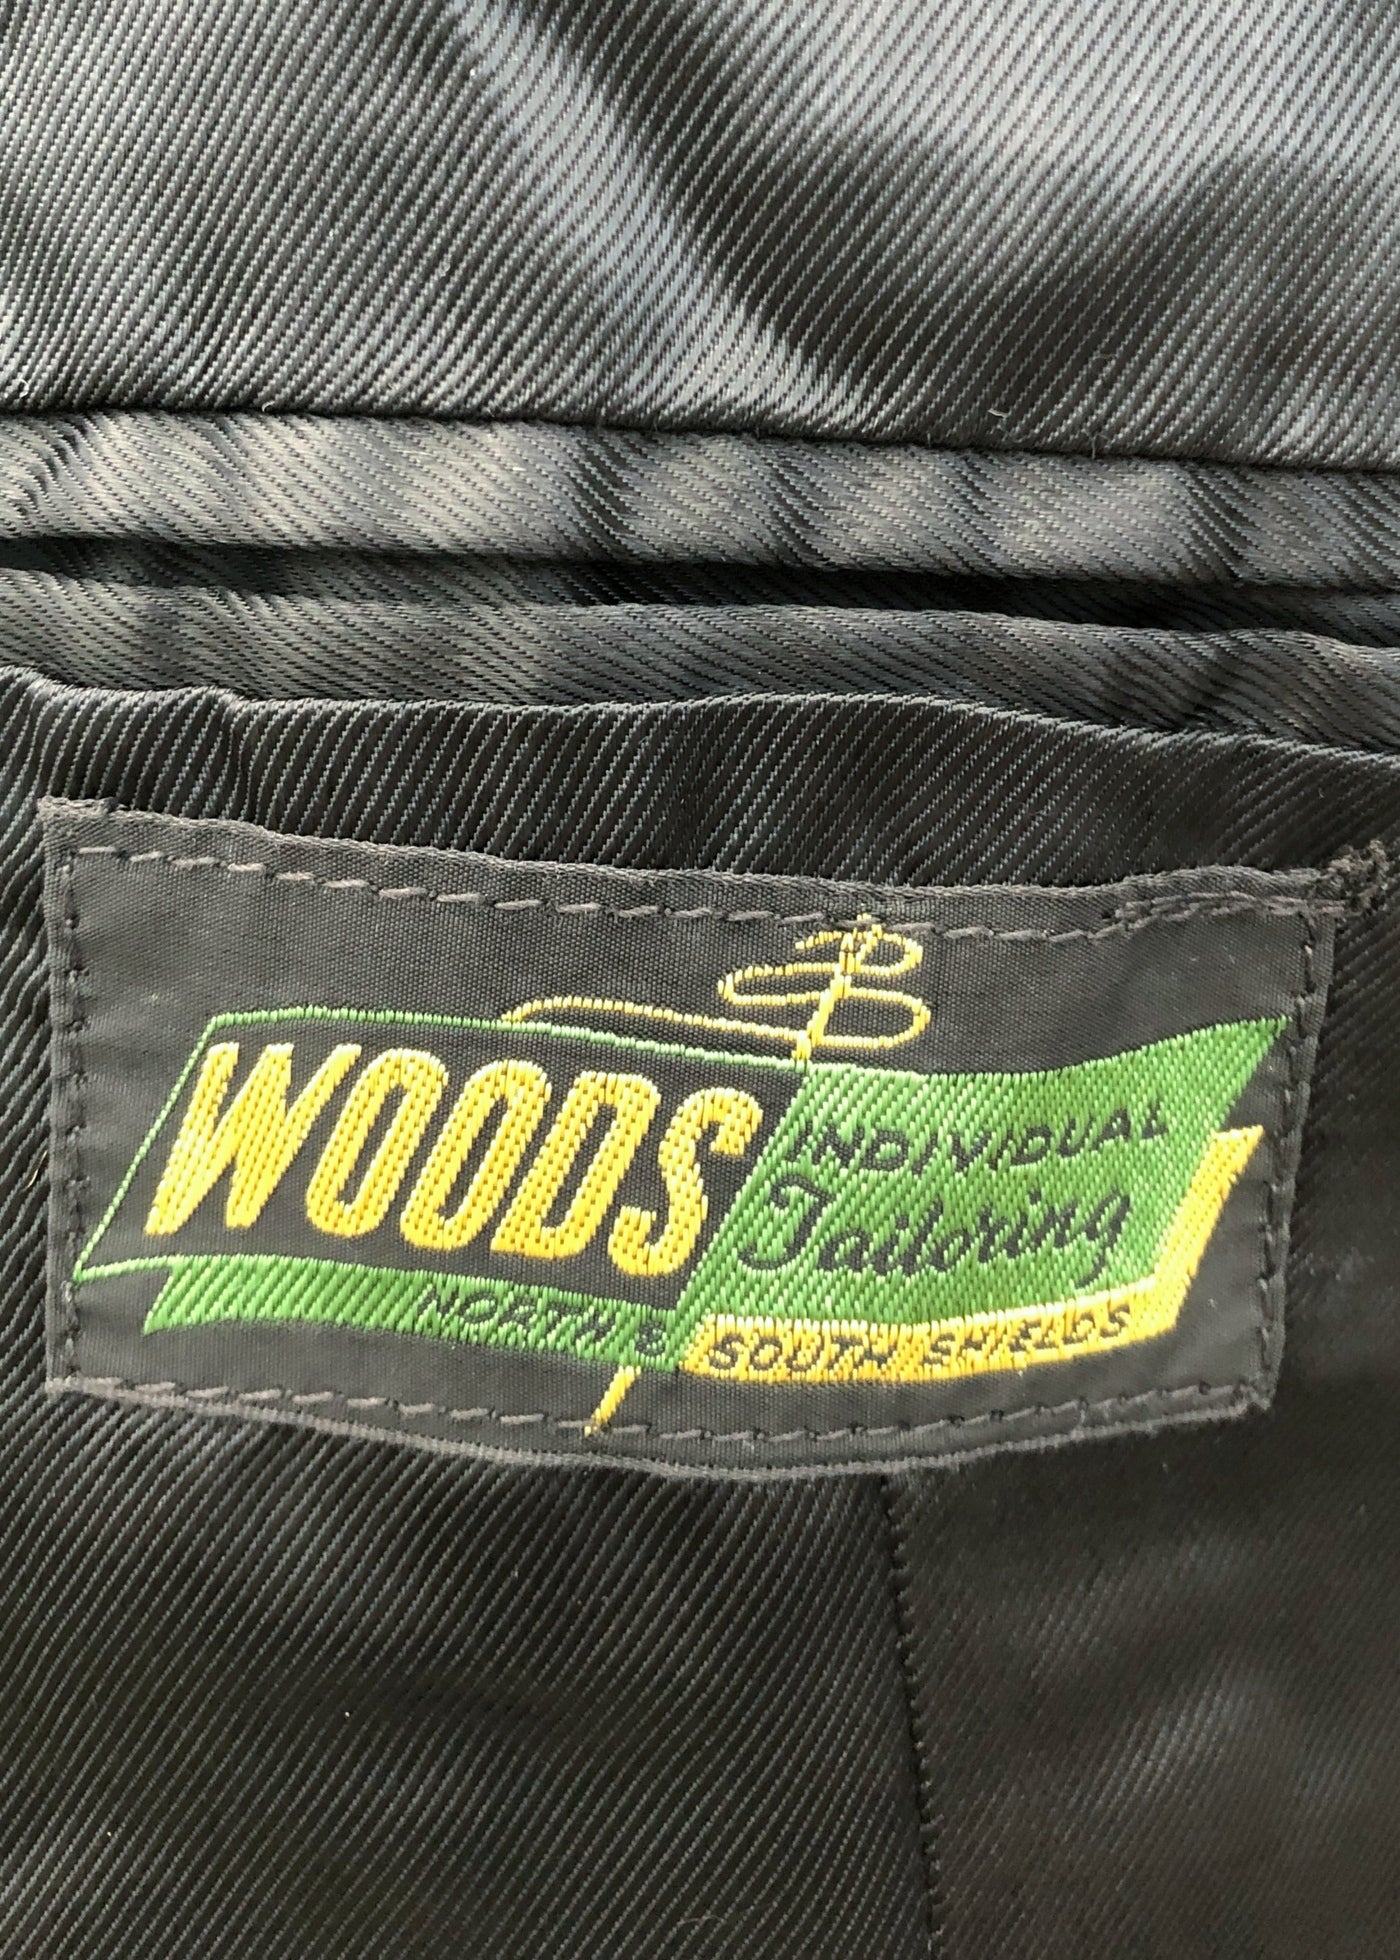 WOODS
INDIVIDUAL
Tailoring
NORTH & SOUTH SHIELDS